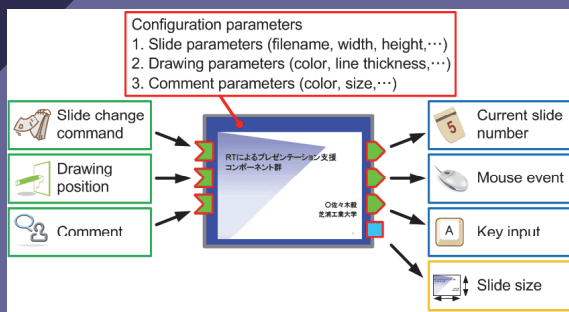 Configuration parameters
1. Slide parameters (filename, width, height,⋯)
2. Drawing parameters (color, line thickness,⋯)
3. Comment parameters (color, size,⋯)
Slide change
command
Drawing
position
Comment
RTによるプレゼンテーション支援
コンポーネント群
〇佐々木毅
芝浦工業大学
5
Current slide
number
Mouse event
A
Key input
Slide size